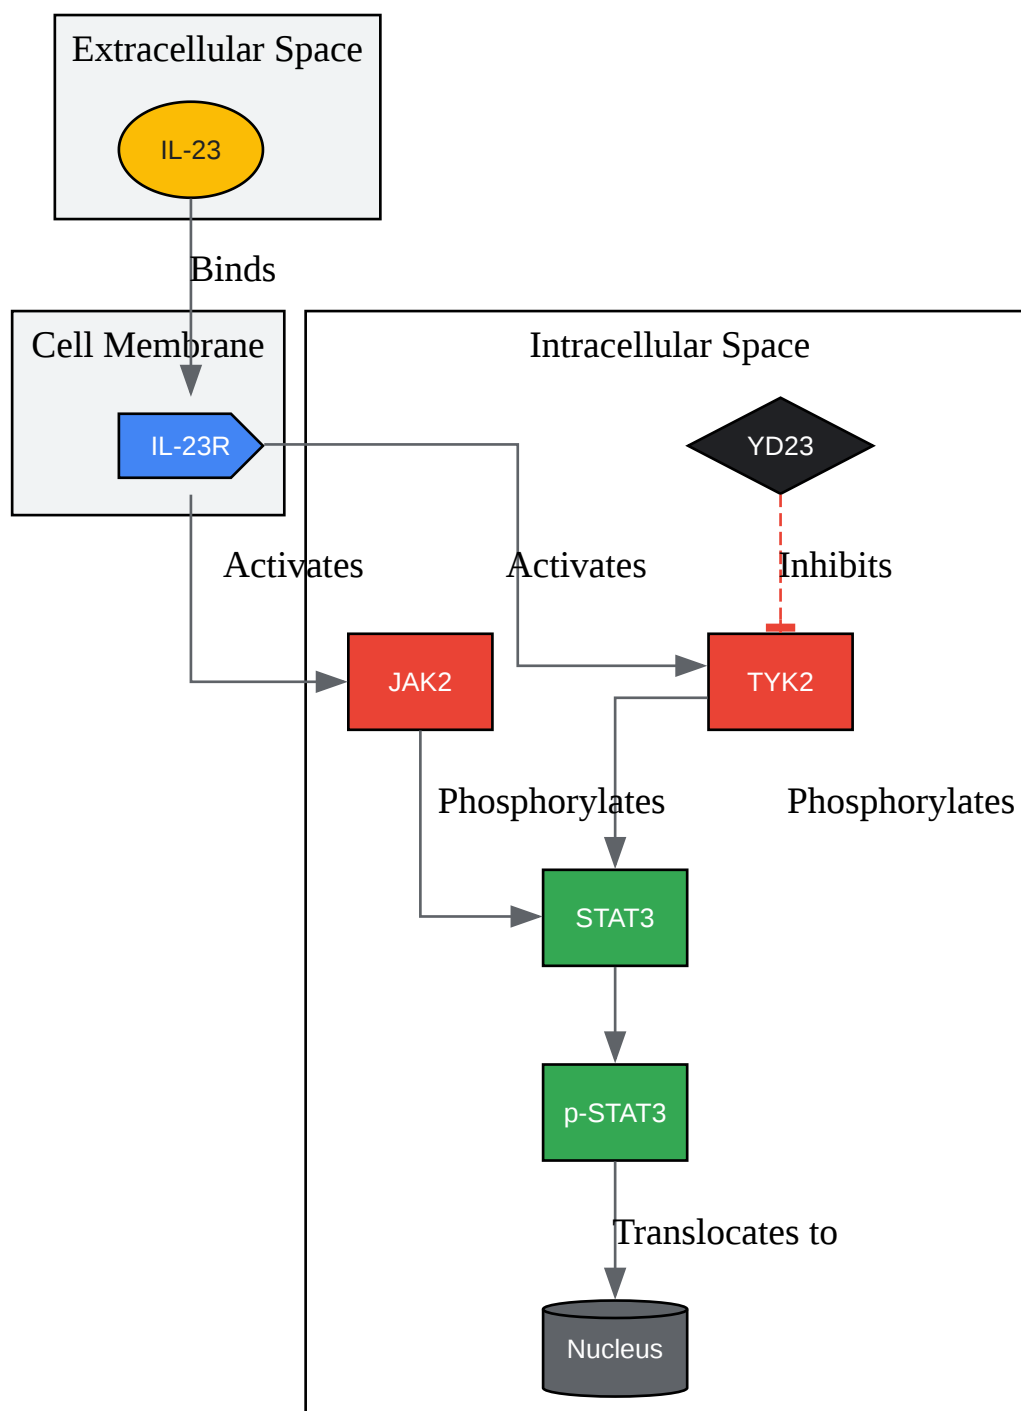 Extracellular Space
IL-23
Binds
Cell Membrane
Intracellular Space
IL-23R
YD23
Activates
Activates
Inhibits
JAK2
TYK2
Phosphorylates
Phosphorylates
STAT3
p-STAT3
Translocates to
Nucleus